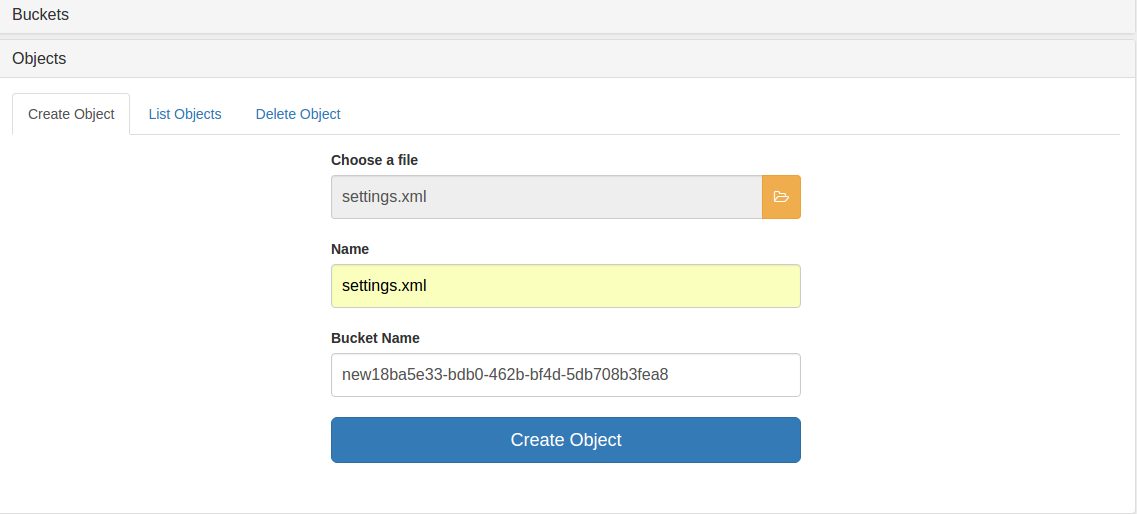 Buckets
Objects
Create Object List Objects Delete Object
Choose a file
settings.xml
Name
settings.xml
Bucket Name
new18ba5e33-bdb0-462b-bf4d-5db708b3fea8
Create Object